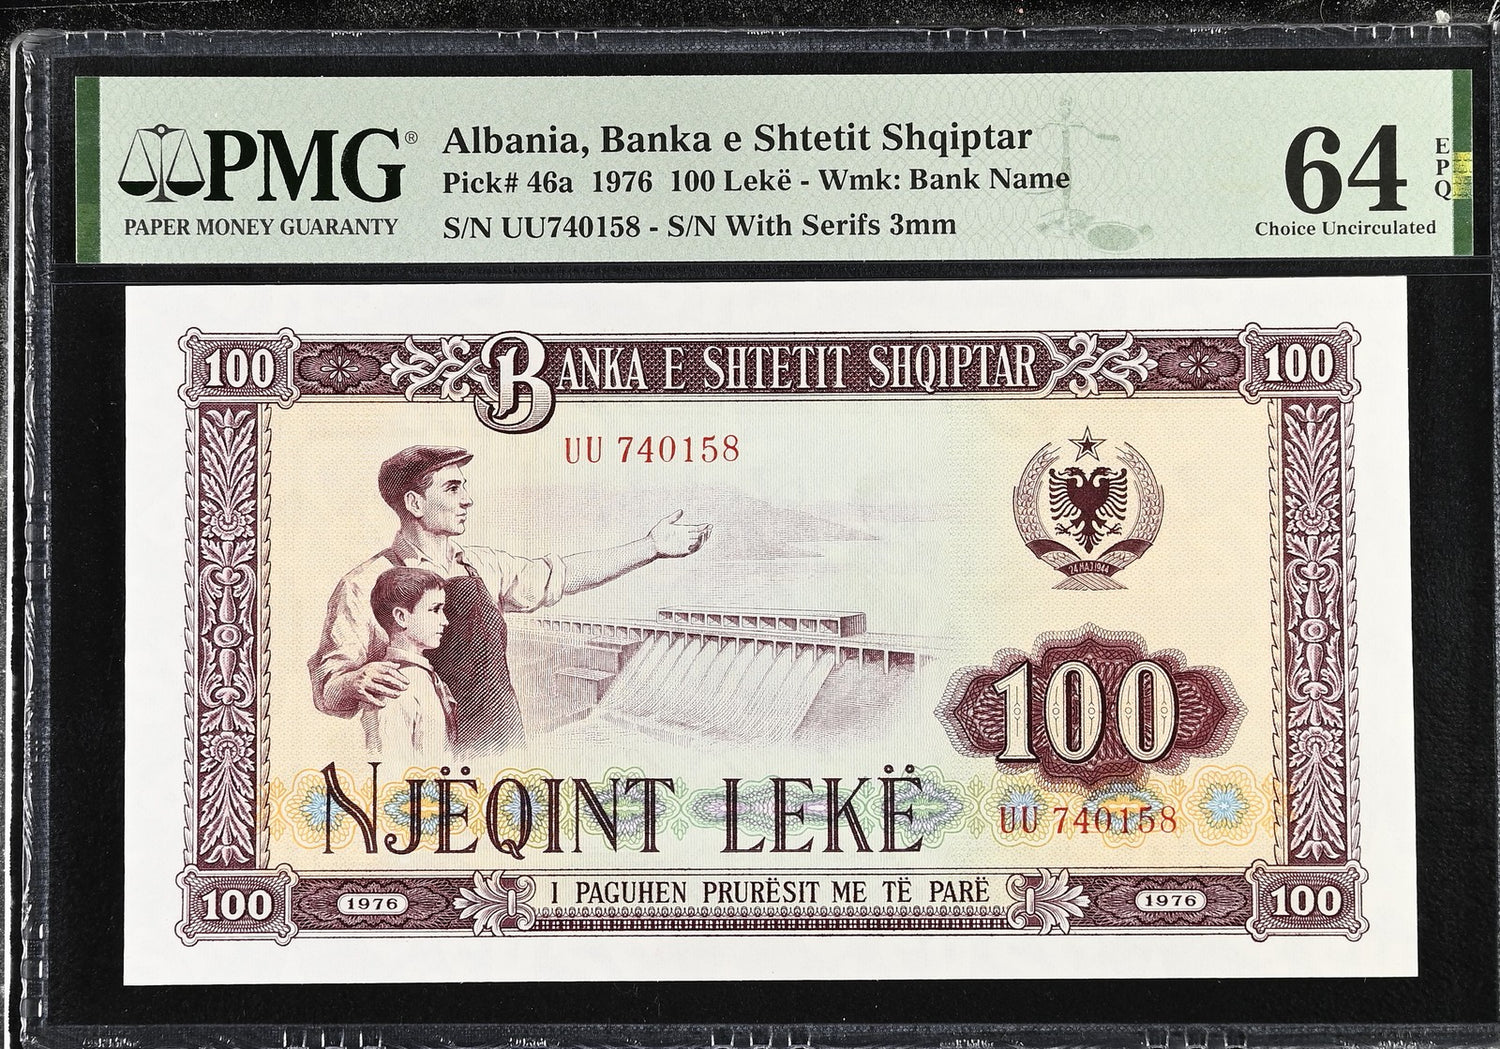 PMG®
PAPER MONEY GUARANTY
Albania, Banka e Shtetit Shqiptar
Pick# 46a 1976 100 Lekë - Wmk: Bank Name
S/N UU740158 - S/N With Serifs 3mm
64
EPQ
Choice Uncirculated
100
BANKA E SHTETIT SHQIPTAR
100
UU 740158
24 MAJ 1944
100
NJËQINT LEKË
UU 740158
100
1976
I PAGUHEN PRURËSIT ME TË PARË
1976
100